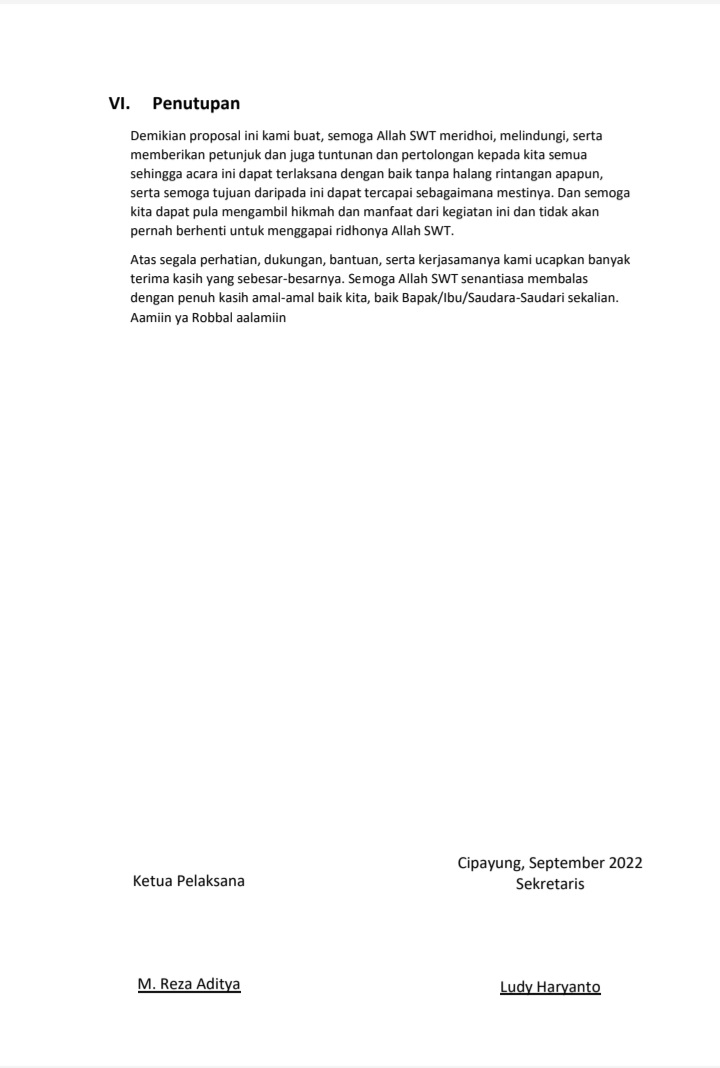 VI. Penutupan
Demikian proposal ini kami buat, semoga Allah SWT meridhoi, melindungi, serta
memberikan petunjuk dan juga tuntunan dan pertolongan kepada kita semua
sehingga acara ini dapat terlaksana dengan baik tanpa halang rintangan apapun,
serta semoga tujuan daripada ini dapat tercapai sebagaimana mestinya. Dan semoga
kita dapat pula mengambil hikmah dan manfaat dari kegiatan ini dan tidak akan
pernah berhenti untuk menggapai ridhonya Allah SWT.
Atas segala perhatian, dukungan, bantuan, serta kerjasamanya kami ucapkan banyak
terima kasih yang sebesar-besarnya. Semoga Allah SWT senantiasa membalas
dengan penuh kasih amal-amal baik kita, baik Bapak/Ibu/Saudara-Saudari sekalian.
Aamiin ya Robbal aalamiin
Cipayung, September 2022
Ketua Pelaksana
Sekretaris
M. Reza Aditya
Ludy Haryanto